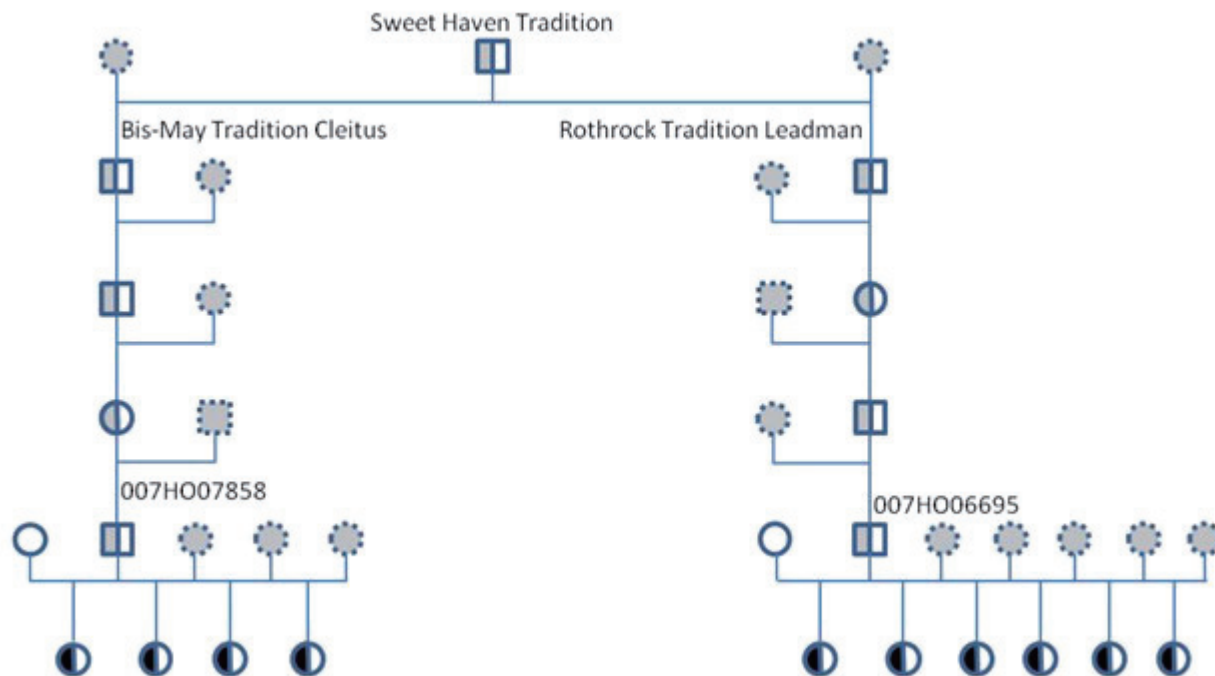 Sweet Haven Tradition
Bis-May Tradition Cleitus
Rothrock Tradition Leadman
007HO07858
007HO06695